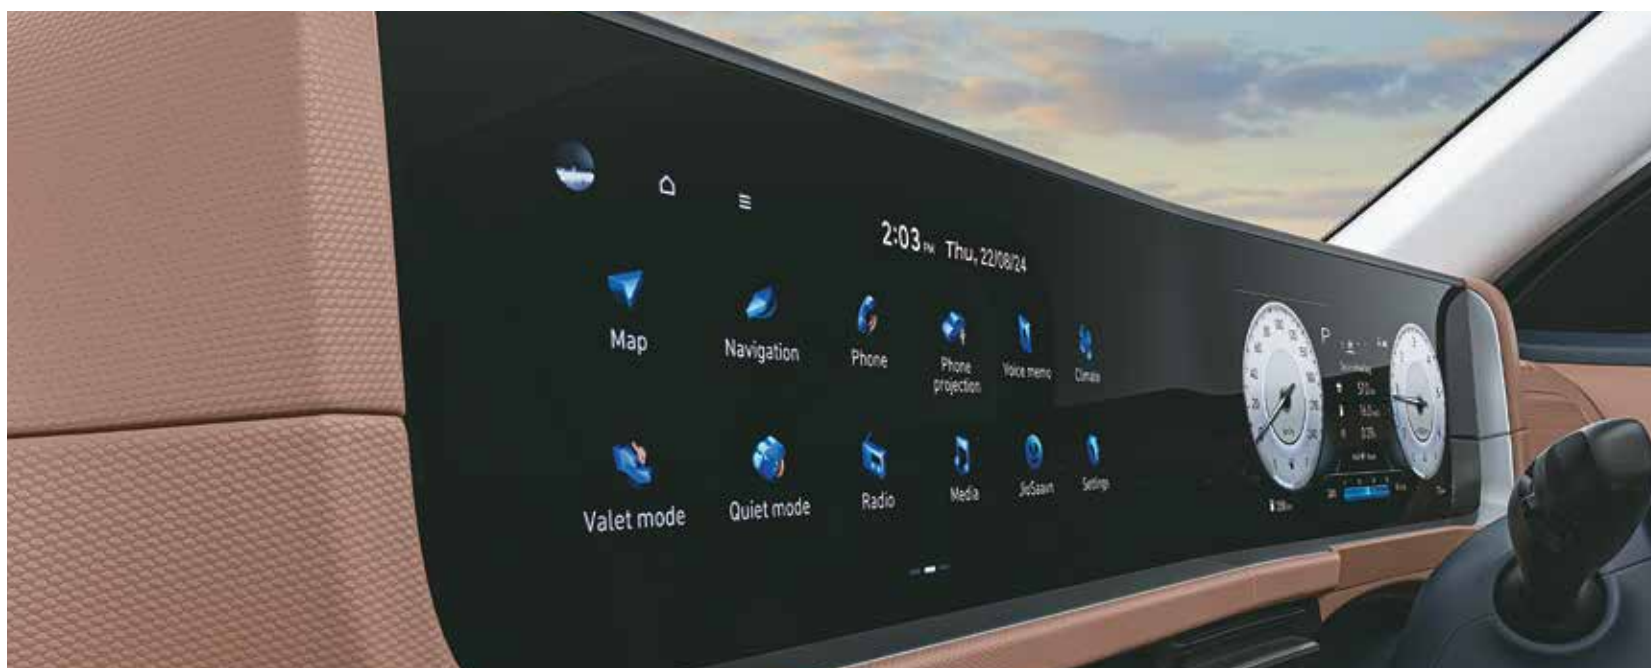 2:03 PM Thu, 22/08/24
Map
Navigation
Phone
Phone
projection
Voice memo
Climate
Valet mode
Quiet mode
Radio
Media
JioSaavn
Settings
P